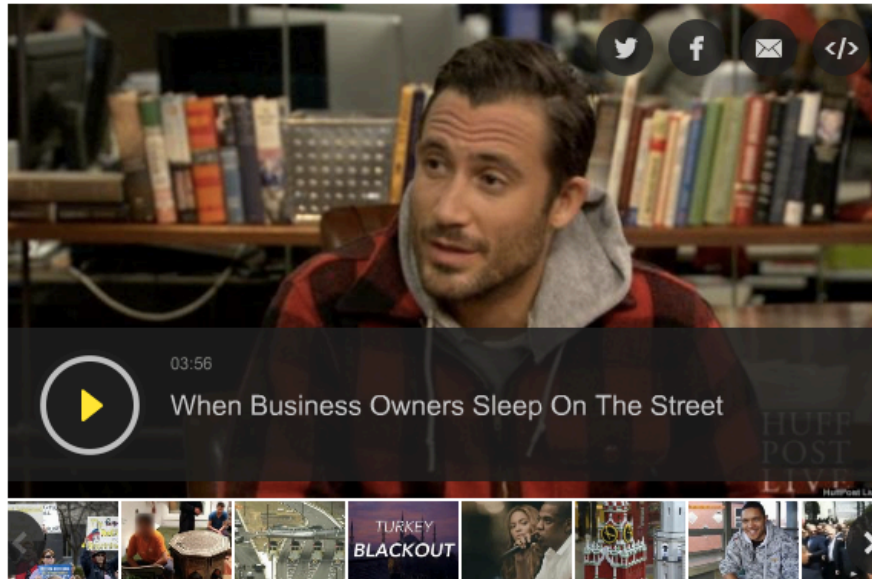 </>
03:56
When Business Owners Sleep On The Street
HUFF
POST
LIVE
TURKEY
BLACKOUT